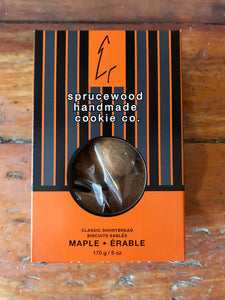 sprucewood
handmade
cookie co.
CLASSIC SHORTBREAD
BISCUITS SABLÉS
MAPLE • ÉRABLE
170 g / 6 oz